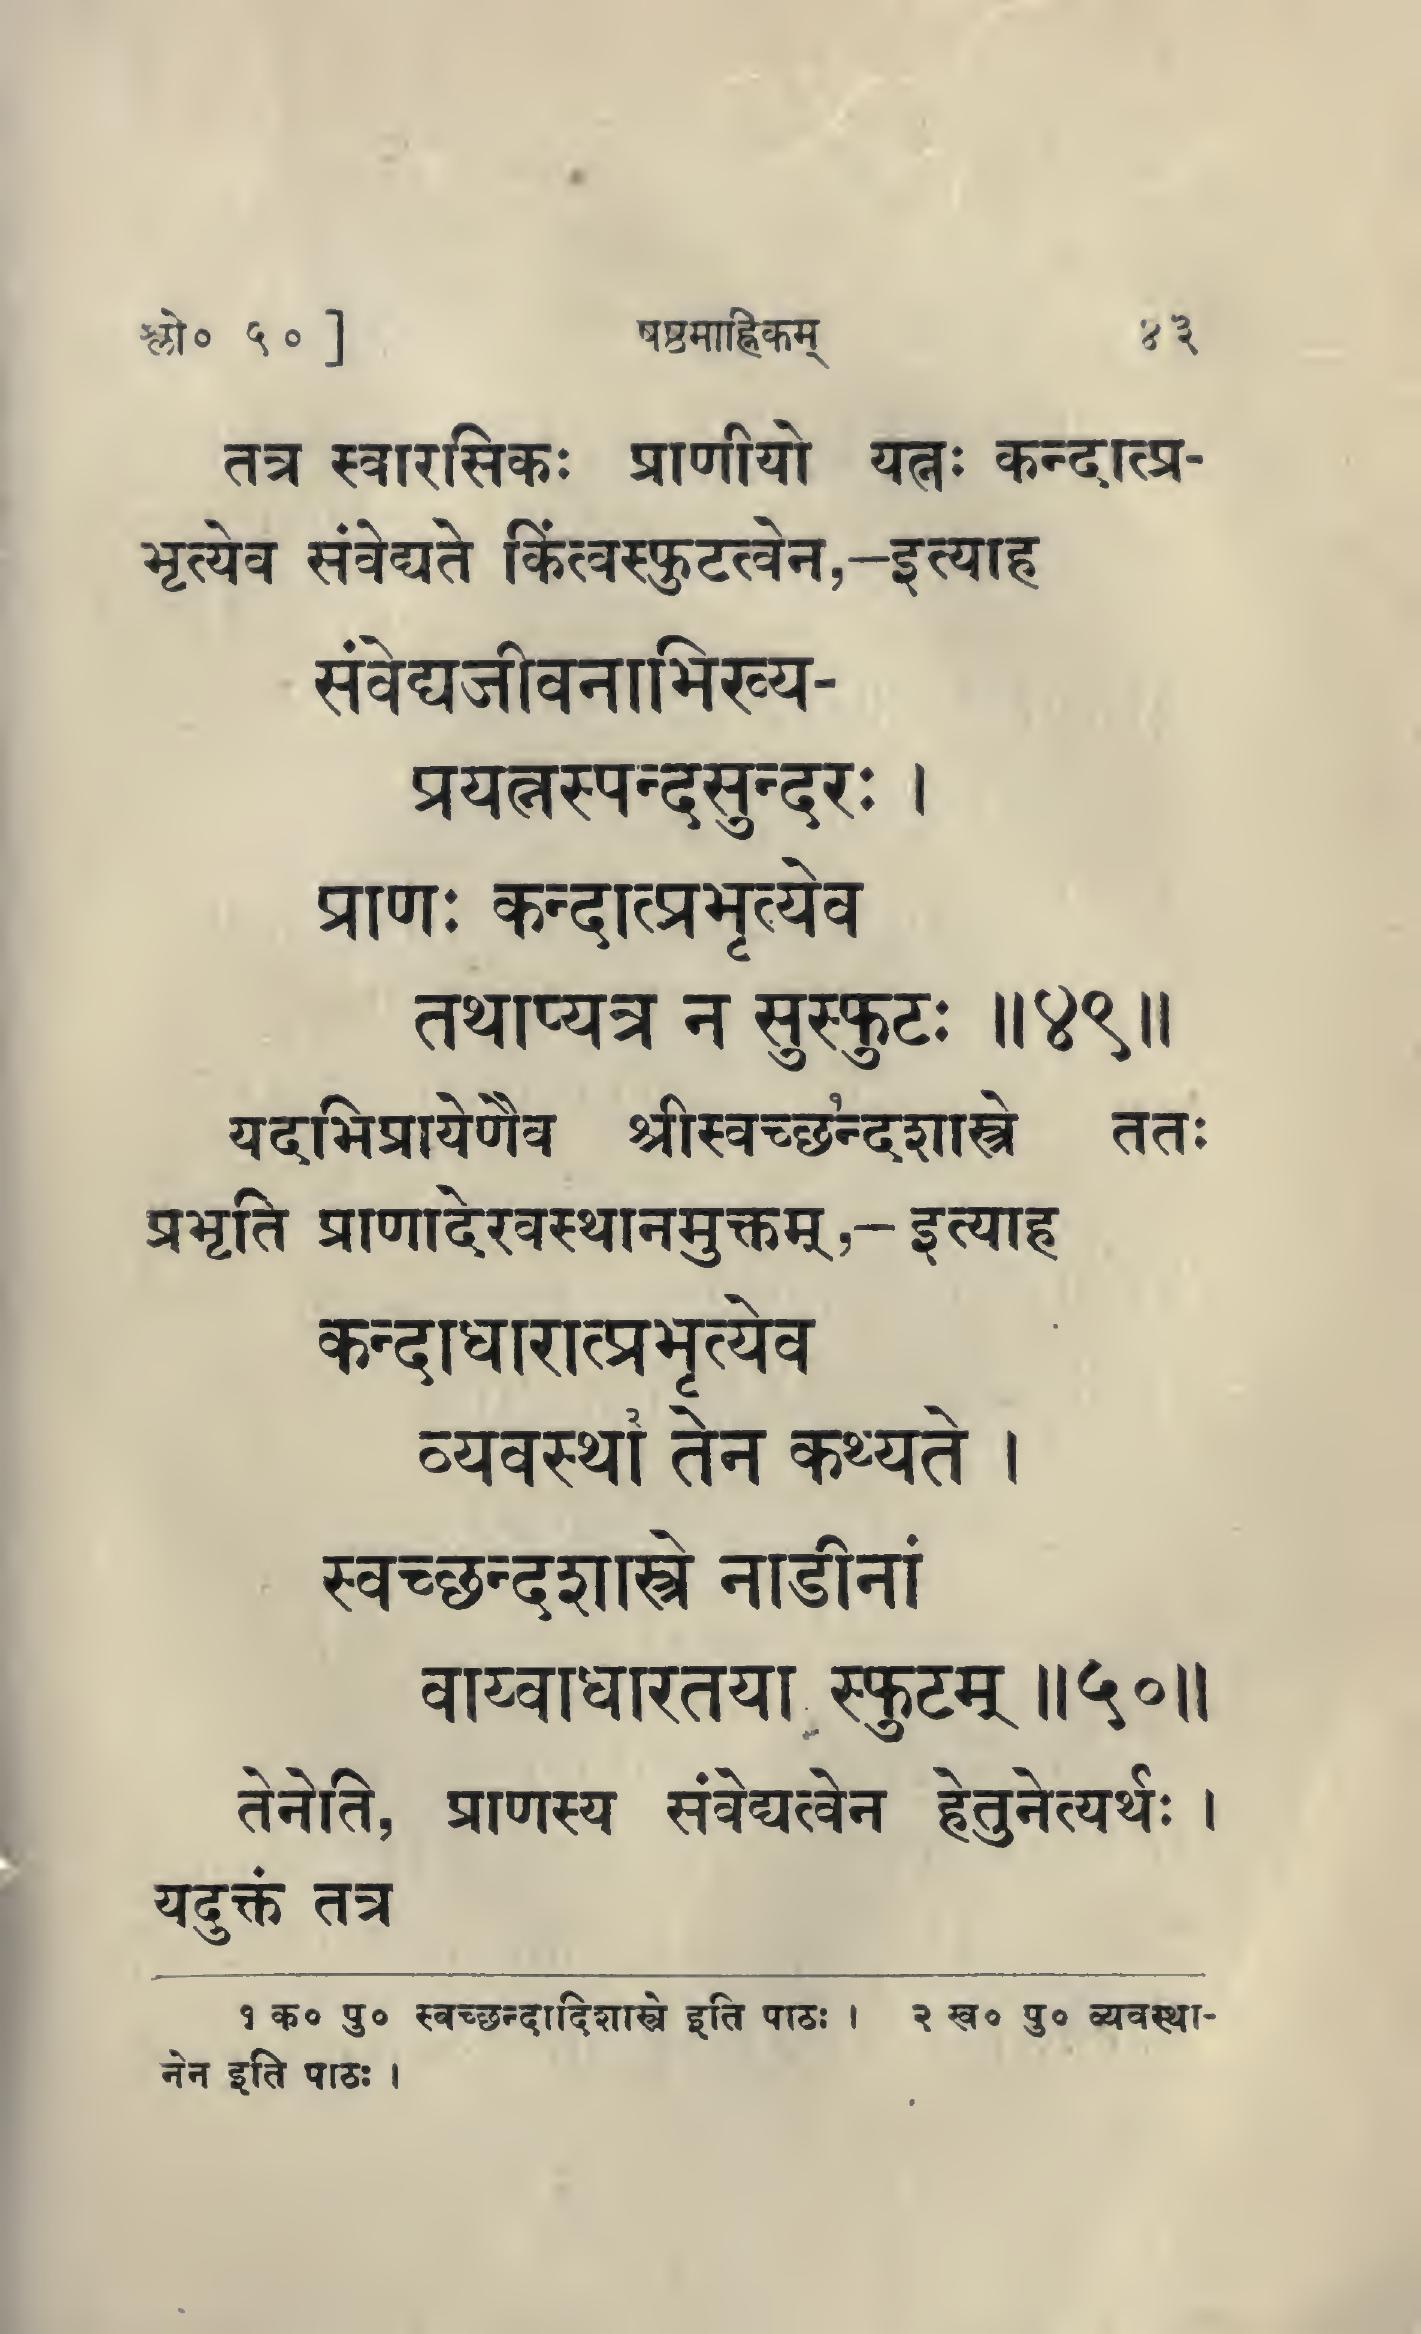 श्लो० ५०] षष्ठमाह्निकम् ४३
तत्र स्वारसिकः प्राणीयो यत्नः कन्दात्प्र-
भृत्येव संवेद्यते किंत्वस्फुटत्वेन,—इत्याह
संवेद्यजीवनाभिख्य-
प्रयत्नस्पन्दसुन्दरः ।
प्राणः कन्दात्प्रभृत्येव
तथाप्यत्र न सुस्फुटः ॥४९॥
यदभिप्रायेणैव श्रीस्वच्छ१न्दशास्त्रे ततः
प्रभृति प्राणादेरवस्थानमुक्तम्,—इत्याह
कन्दाधारात्प्रभृत्येव
व्यवस्था२ तेन कथ्यते ।
स्वच्छन्दशास्त्रे नाडीनां
वाय्वाधारतया स्फुटम् ॥५०॥
तेनेति, प्राणस्य संवेद्यत्वेन हेतुनेत्यर्थः ।
यदुक्तं तत्र
१ क० पु० स्वच्छन्दादिशास्त्रे इति पाठः । २ ख० पु० व्यवस्था-
नेन इति पाठः ।